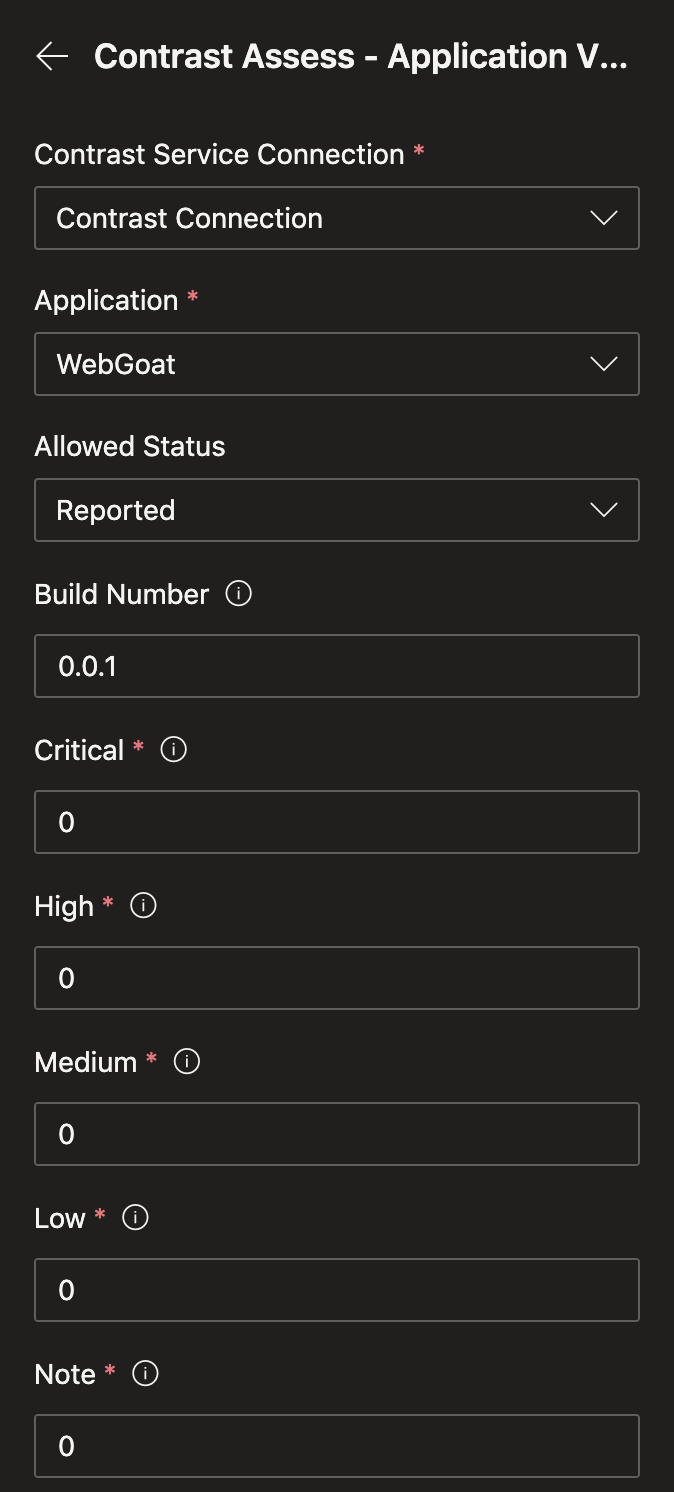 Contrast Assess - Application V...
Contrast Service Connection *
Contrast Connection
Application *
WebGoat
Allowed Status
Reported
Build Number
0.0.1
Critical *
0
High *
0
Medium *
0
Low *
0
Note *
0